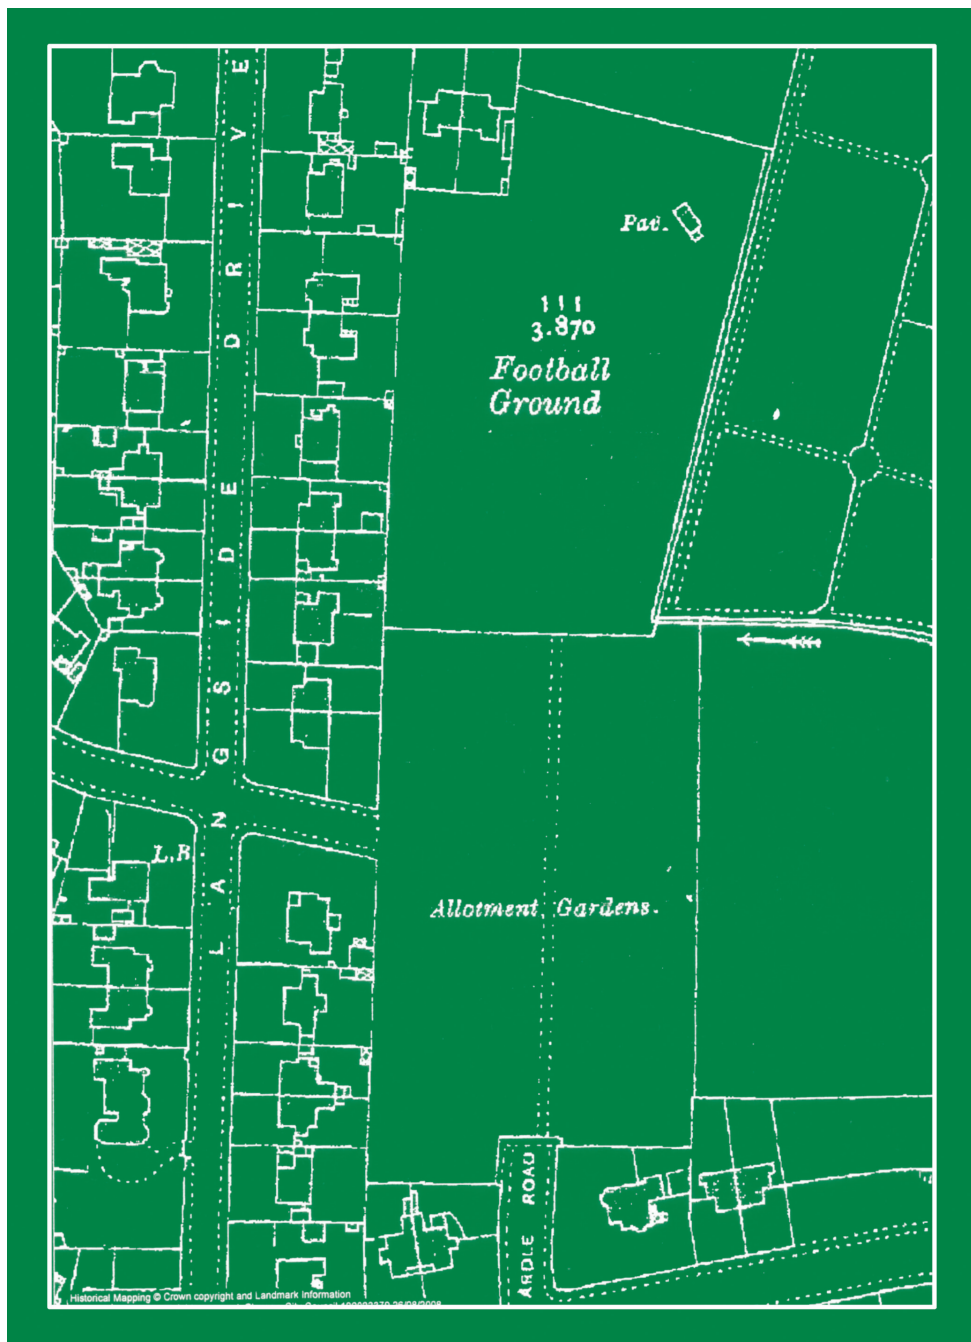 LANGSIDE DRIVE
Pav.
111
3.870
Football
Ground
L.B
Allotment Gardens.
ARDLE ROAD
Historical Mapping © Crown copyright and Landmark Information